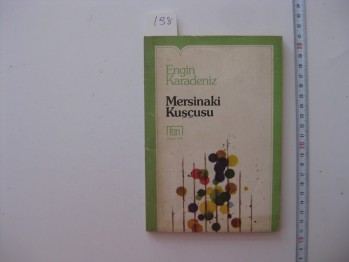 158
Engin
Karadeniz
Mersinaki
Kuşçusu